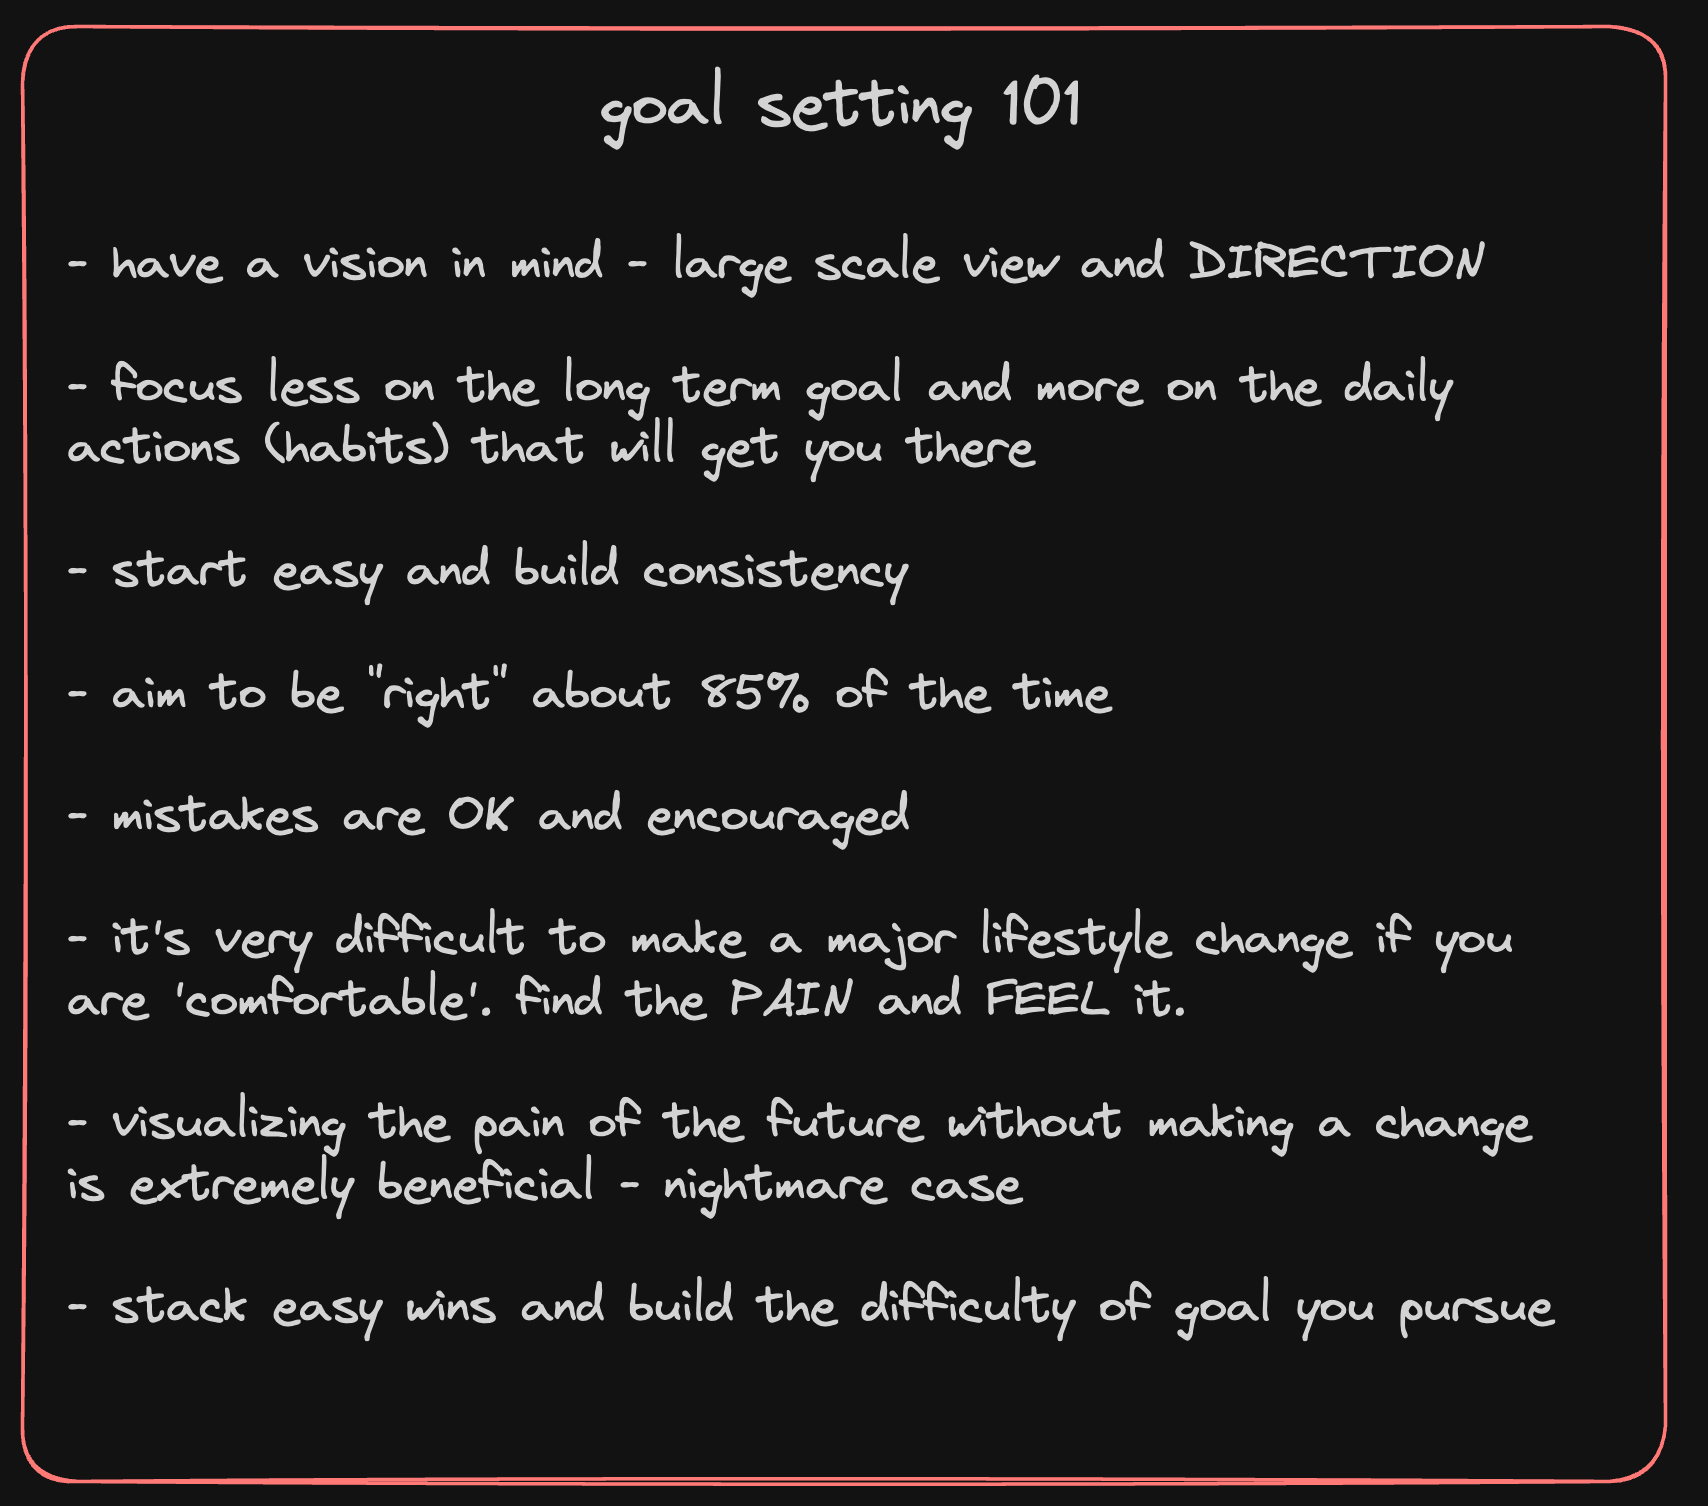 goal setting 101
- have a vision in mind - large scale view and DIRECTION
- focus less on the long term goal and more on the daily
actions (habits) that will get you there
- start easy and build consistency
- aim to be "right" about 85% of the time
- mistakes are OK and encouraged
- it's very difficult to make a major lifestyle change if you
are 'comfortable'. find the PAIN and FEEL it.
- visualizing the pain of the future without making a change
is extremely beneficial - nightmare case
- stack easy wins and build the difficulty of goal you pursue